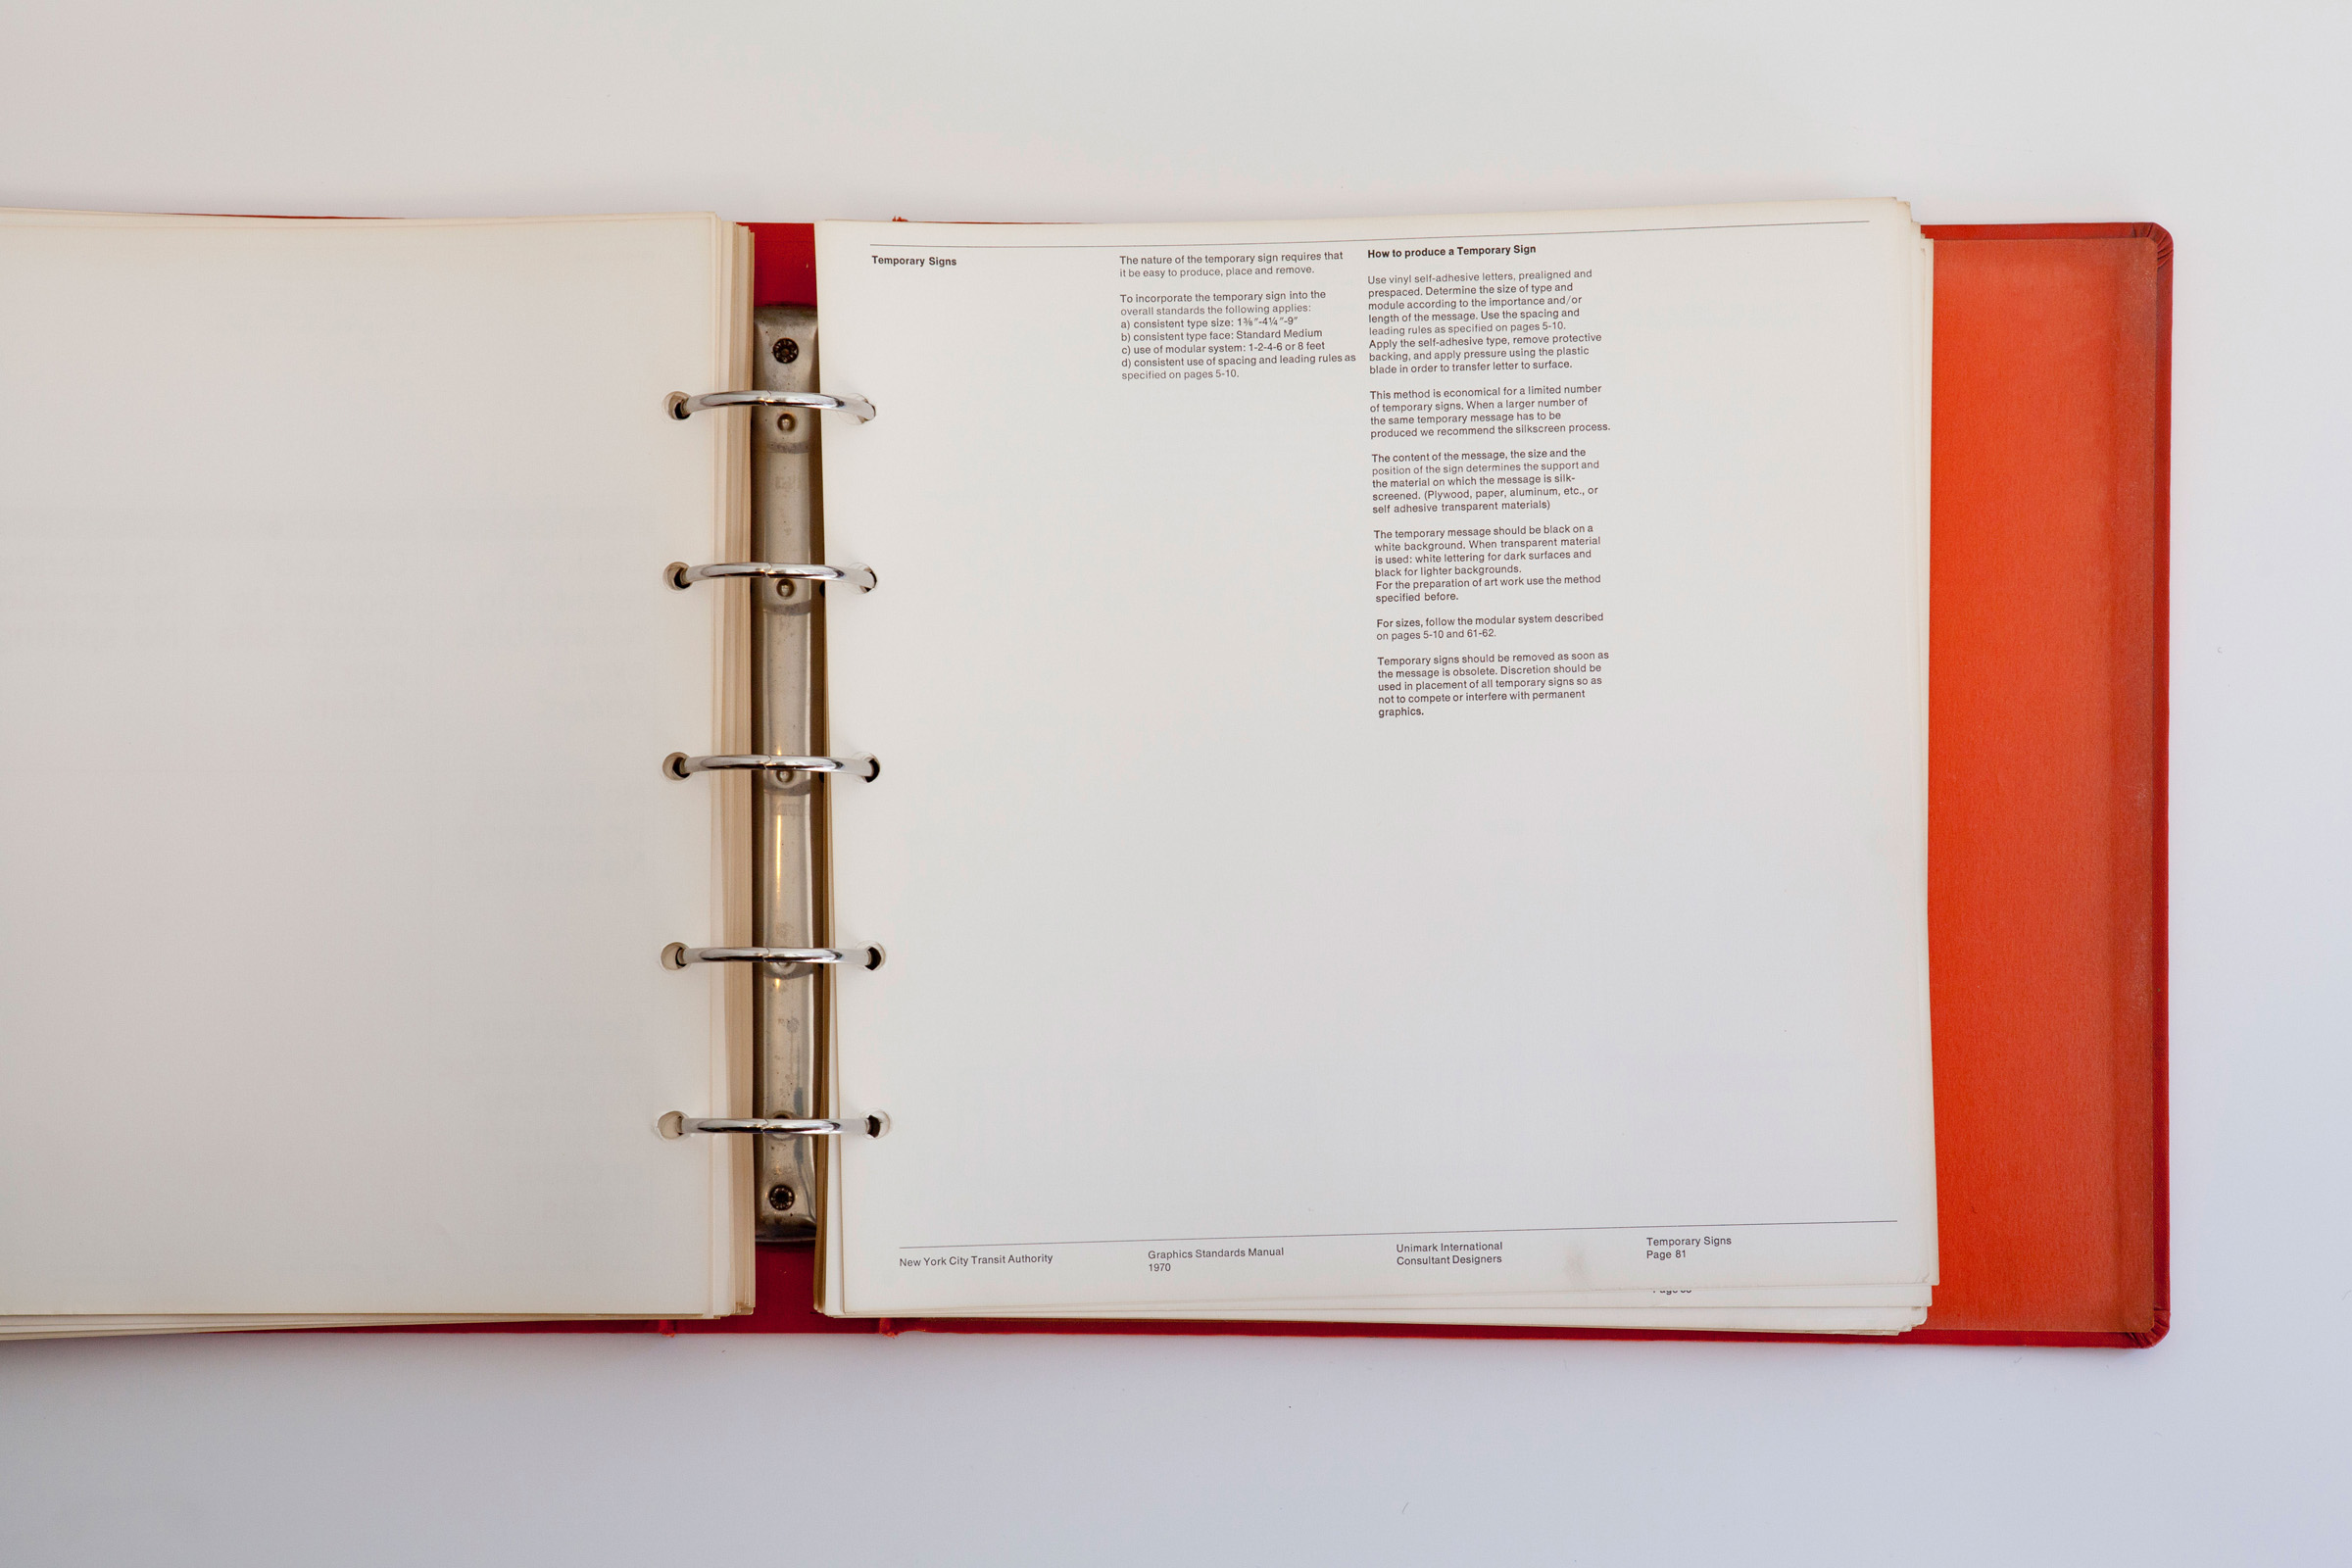 Temporary Signs
The nature of the temporary sign requires that
it be easy to produce, place and remove.
To incorporate the temporary sign into the
overall standards the following applies:
a) consistent type size: 1⅜"-4¼"-9"
b) consistent type face: Standard Medium
c) use of modular system: 1-2-4-6 or 8 feet
d) consistent use of spacing and leading rules as
specified on pages 5-10.
How to produce a Temporary Sign
Use vinyl self-adhesive letters, prealigned and
prespaced. Determine the size of type and
module according to the importance and/or
length of the message. Use the spacing and
leading rules as specified on pages 5-10.
Apply the self-adhesive type, remove protective
backing, and apply pressure using the plastic
blade in order to transfer letter to surface.
This method is economical for a limited number
of temporary signs. When a larger number of
the same temporary message has to be
produced we recommend the silkscreen process.
The content of the message, the size and the
position of the sign determines the support and
the material on which the message is silk-
screened. (Plywood, paper, aluminum, etc., or
self adhesive transparent materials)
The temporary message should be black on a
white background. When transparent material
is used: white lettering for dark surfaces and
black for lighter backgrounds.
For the preparation of art work use the method
specified before.
For sizes, follow the modular system described
on pages 5-10 and 61-62.
Temporary signs should be removed as soon as
the message is obsolete. Discretion should be
used in placement of all temporary signs so as
not to compete or interfere with permanent
graphics.
New York City Transit Authority
Graphics Standards Manual
1970
Unimark International
Consultant Designers
Temporary Signs
Page 81